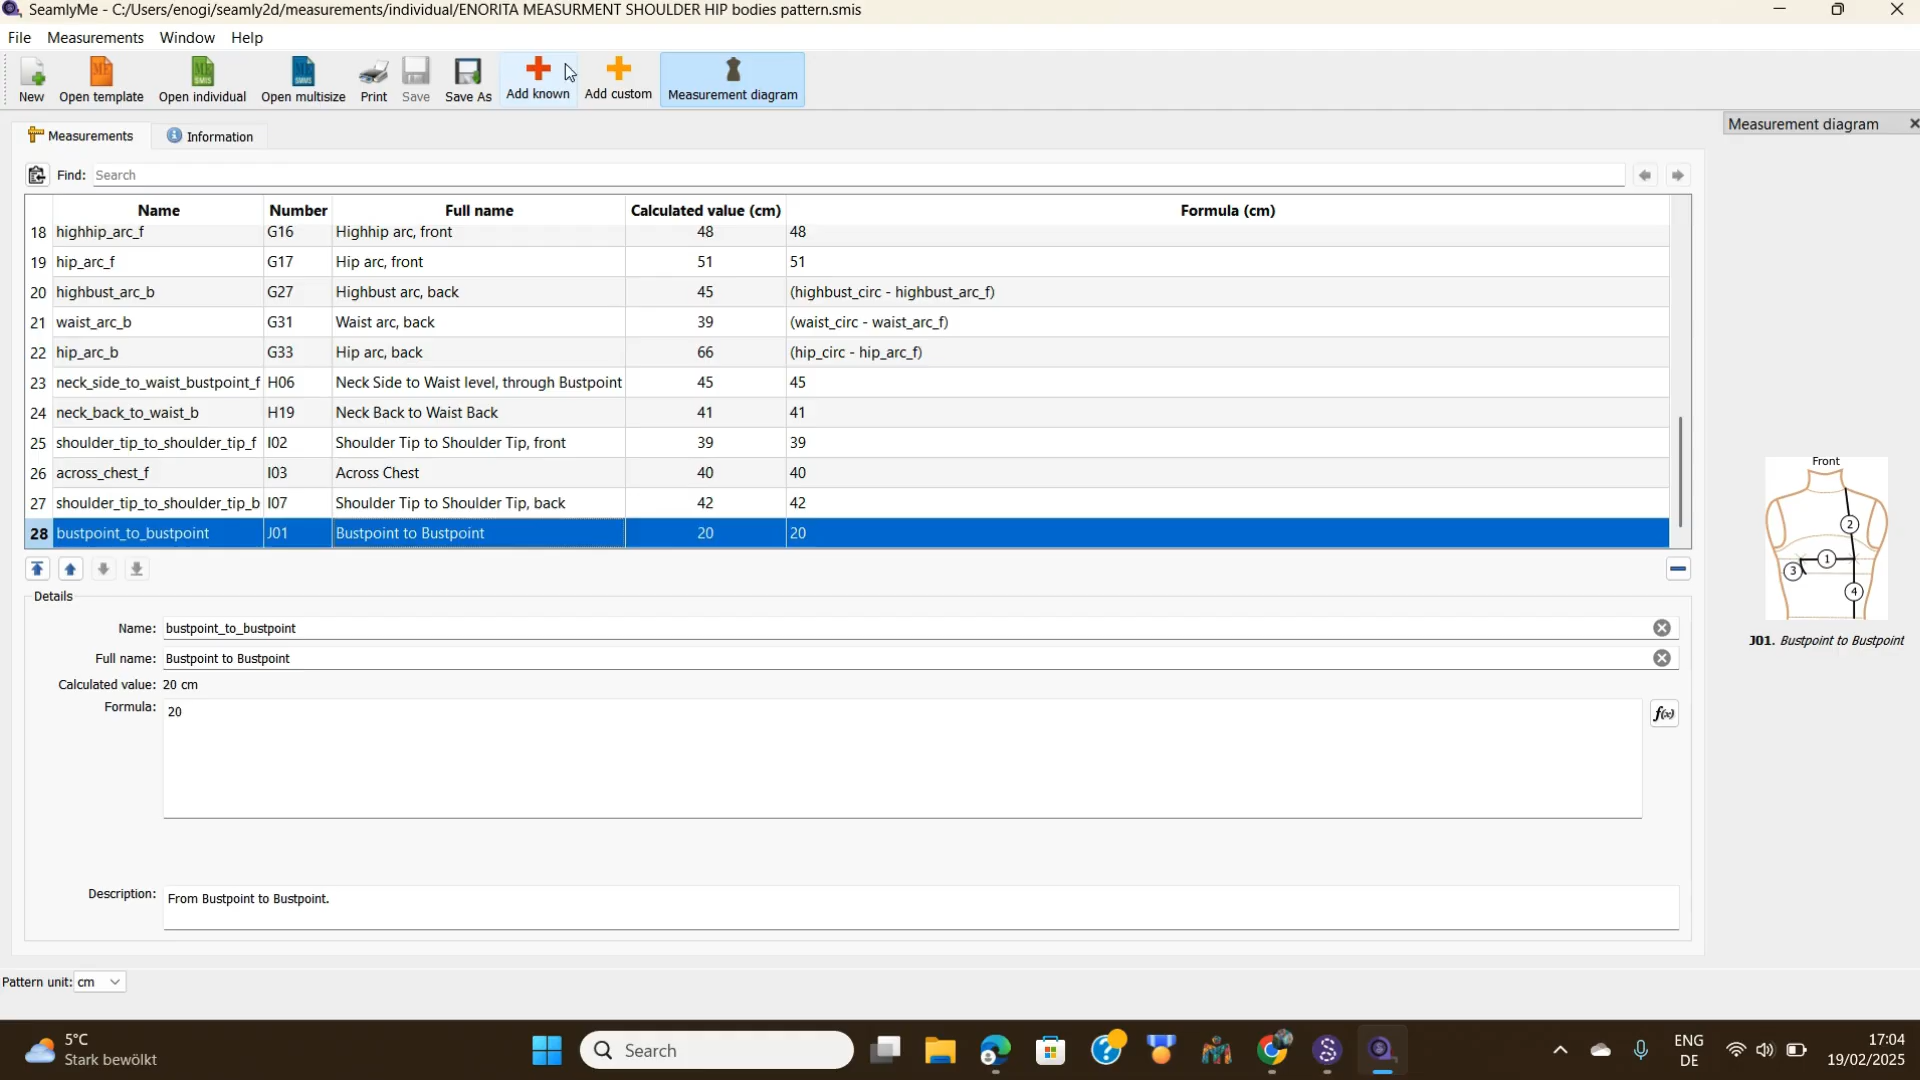 SeamlyMe - C:/Users/enogi/seamly2d/measurements/individual/ENORITA MEASURMENT SHOULDER HIP bodies pattern.smis
File Measurements Window Help
New Open template Open individual Open multisize Print Save Save As Add known Add custom Measurement diagram
Measurements Information
Measurement diagram
Find: Search
Name Number Full name Calculated value (cm) Formula (cm)
18 highhip_arc_f G16 Highhip arc, front 48 48
19 hip_arc_f G17 Hip arc, front 51 51
20 highbust_arc_b G27 Highbust arc, back 45 (highbust_circ - highbust_arc_f)
21 waist_arc_b G31 Waist arc, back 39 (waist_circ - waist_arc_f)
22 hip_arc_b G33 Hip arc, back 66 (hip_circ - hip_arc_f)
23 neck_side_to_waist_bustpoint_f H06 Neck Side to Waist level, through Bustpoint 45 45
24 neck_back_to_waist_b H19 Neck Back to Waist Back 41 41
25 shoulder_tip_to_shoulder_tip_f I02 Shoulder Tip to Shoulder Tip, front 39 39
26 across_chest_f I03 Across Chest 40 40
27 shoulder_tip_to_shoulder_tip_b I07 Shoulder Tip to Shoulder Tip, back 42 42
28 bustpoint_to_bustpoint J01 Bustpoint to Bustpoint 20 20
Front
2
1
3
4
J01. Bustpoint to Bustpoint
Details
Name: bustpoint_to_bustpoint
Full name: Bustpoint to Bustpoint
Calculated value: 20 cm
Formula: 20
f(x)
Description: From Bustpoint to Bustpoint.
Pattern unit: cm
5°C
Stark bewölkt
Search
ENG
DE
17:04
19/02/2025